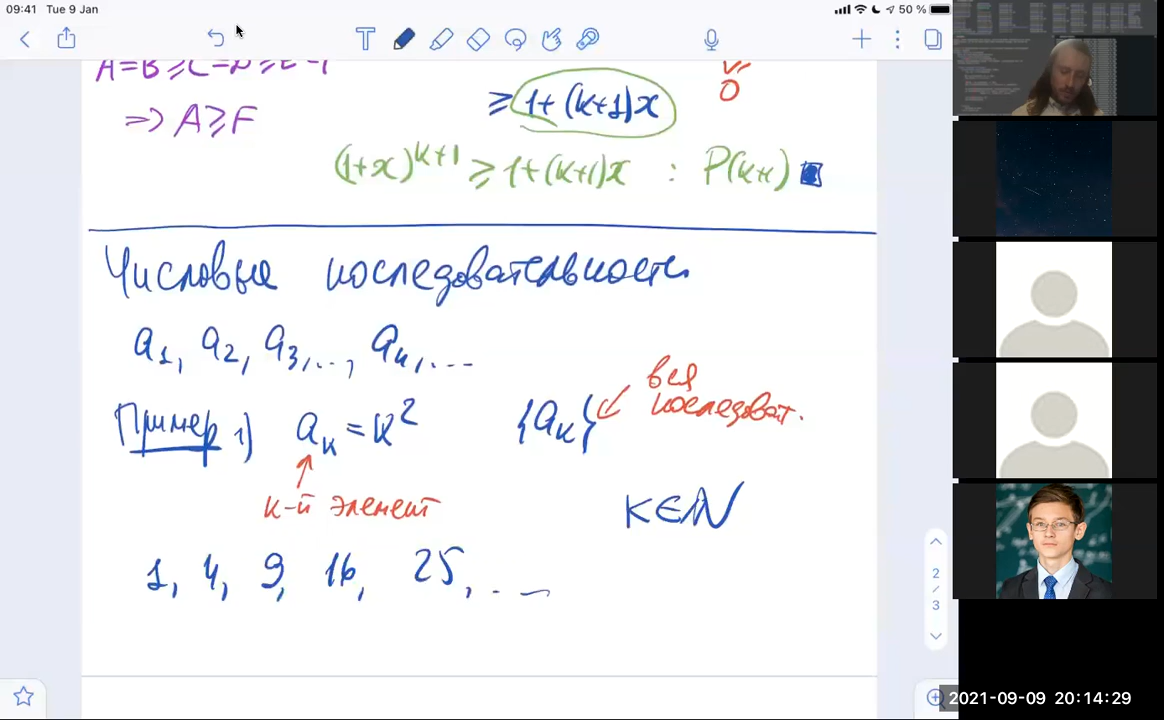 09:41 Tue 9 Jan
50 %
A=B≥C=D≥E=F
⇒ A≥F
≥ 1+(k+1)x
0
(1+x)^{k+1} ≥ 1+(k+1)x : P(k+1)
Числовые последовательности
a₁, a₂, a₃, ..., a₄, ...
вся
последоват.
Пример 1) aₖ = k² {aₖ}
к-й элемент
k∈N
1, 4, 9, 16, 25, ...
2
/
3
2021-09-09 20:14:29